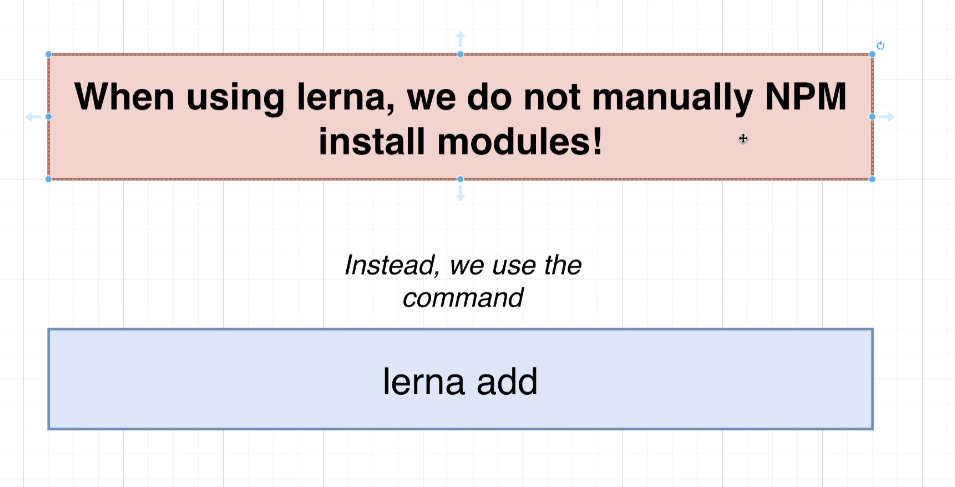 When using lerna, we do not manually NPM
install modules!
Instead, we use the
command
lerna add